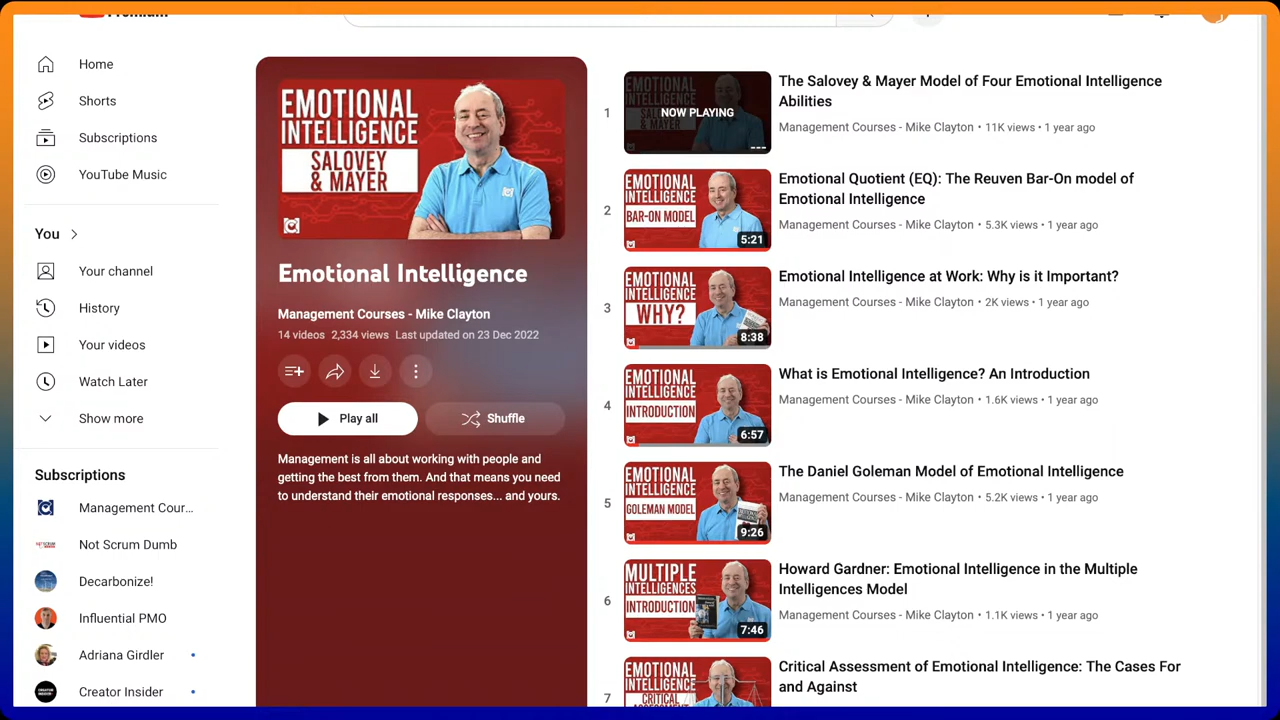 Home
Shorts
Subscriptions
YouTube Music
You
Your channel
History
Your videos
Watch Later
Show more
Subscriptions
Management Cour...
Not Scrum Dumb
Decarbonize!
Influential PMO
Adriana Girdler
Creator Insider
EMOTIONAL
INTELLIGENCE
SALOVEY
& MAYER
Emotional Intelligence
Management Courses - Mike Clayton
14 videos 2,334 views Last updated on 23 Dec 2022
Play all
Shuffle
Management is all about working with people and
getting the best from them. And that means you need
to understand their emotional responses... and yours.
1
NOW PLAYING
The Salovey & Mayer Model of Four Emotional Intelligence
Abilities
Management Courses - Mike Clayton • 11K views • 1 year ago
2
EMOTIONAL
INTELLIGENCE
BAR-ON MODEL
5:21
Emotional Quotient (EQ): The Reuven Bar-On model of
Emotional Intelligence
Management Courses - Mike Clayton • 5.3K views • 1 year ago
3
EMOTIONAL
INTELLIGENCE
WHY?
8:38
Emotional Intelligence at Work: Why is it Important?
Management Courses - Mike Clayton • 2K views • 1 year ago
4
EMOTIONAL
INTELLIGENCE
INTRODUCTION
6:57
What is Emotional Intelligence? An Introduction
Management Courses - Mike Clayton • 1.6K views • 1 year ago
5
EMOTIONAL
INTELLIGENCE
GOLEMAN MODEL
9:26
The Daniel Goleman Model of Emotional Intelligence
Management Courses - Mike Clayton • 5.2K views • 1 year ago
6
MULTIPLE
INTELLIGENCES
INTRODUCTION
7:46
Howard Gardner: Emotional Intelligence in the Multiple
Intelligences Model
Management Courses - Mike Clayton • 1.1K views • 1 year ago
7
EMOTIONAL
INTELLIGENCE
CRITICAL
Critical Assessment of Emotional Intelligence: The Cases For
and Against